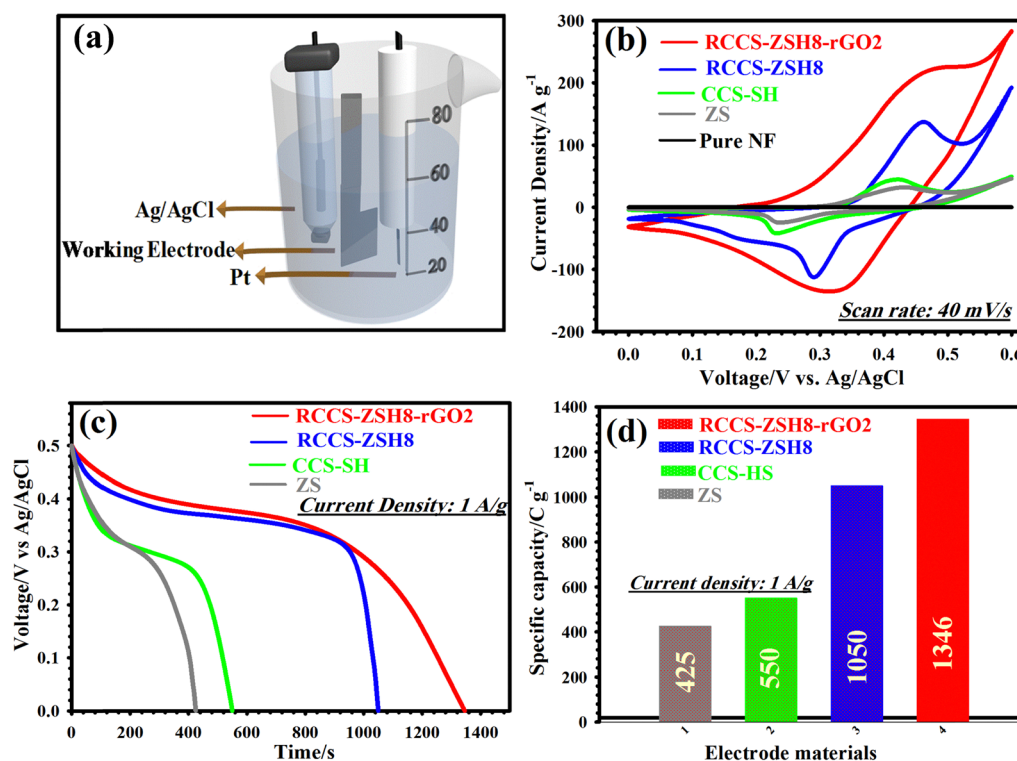 (a)
80
60
40
20
Ag/AgCl
Working Electrode
Pt
(b)
RCCS-ZSH8-rGO2
RCCS-ZSH8
CCS-SH
ZS
Pure NF
Current Density/A g-1
300
200
100
0
-100
-200
Scan rate: 40 mV/s
0.0 0.1 0.2 0.3 0.4 0.5 0.6
Voltage/V vs. Ag/AgCl
(c)
RCCS-ZSH8-rGO2
RCCS-ZSH8
CCS-SH
ZS
Current Density: 1 A/g
Voltage/V vs Ag/AgCl
0.5
0.4
0.3
0.2
0.1
0.0
0 200 400 600 800 1000 1200 1400
Time/s
(d)
RCCS-ZSH8-rGO2
RCCS-ZSH8
CCS-HS
ZS
Current density: 1 A/g
Specific capacity/C g-1
1400
1200
1000
800
600
400
200
0
425
550
1050
1346
1 2 3 4
Electrode materials